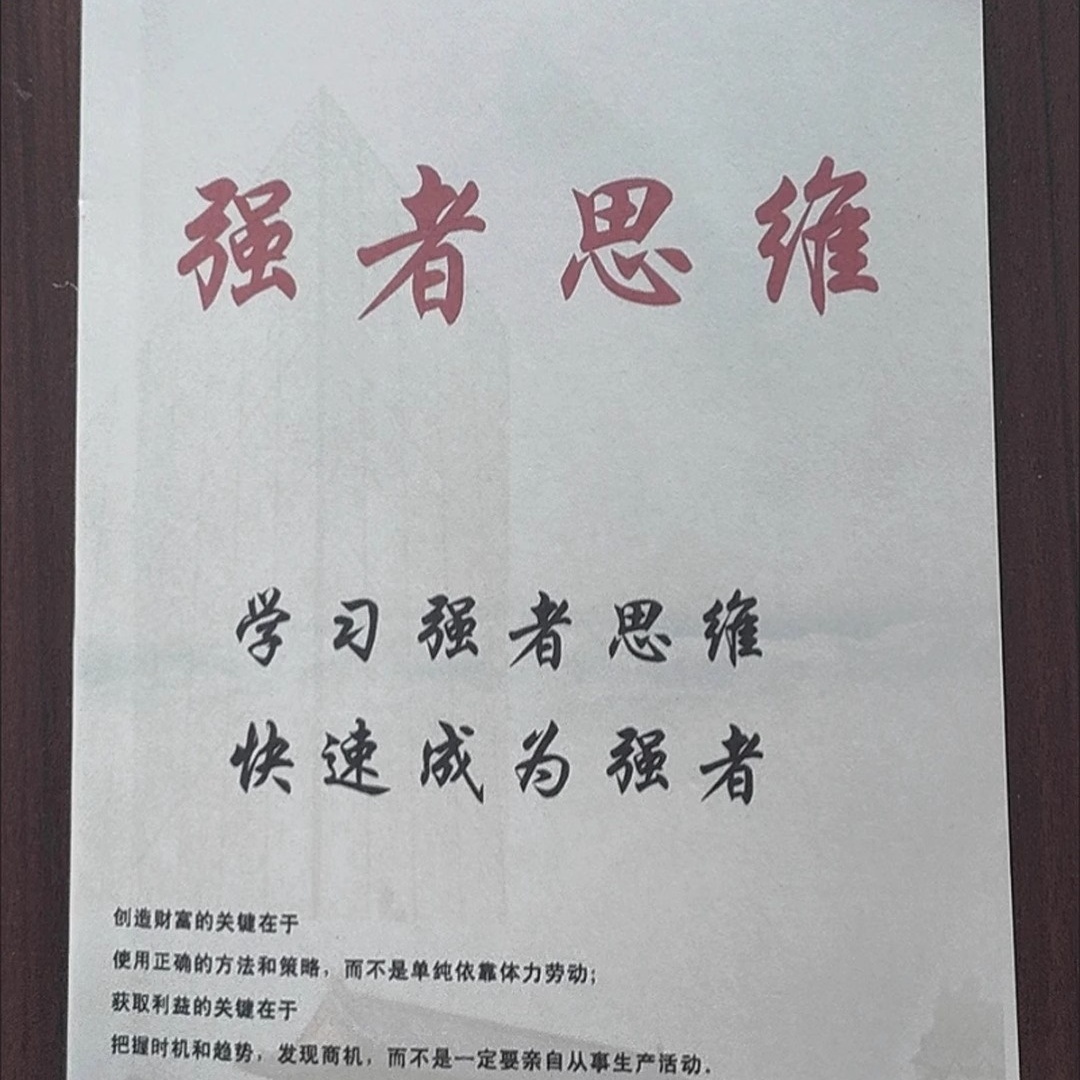 强者思维
学习强者思维
快速成为强者
创造财富的关键在于
使用正确的方法和策略，而不是单纯依靠体力劳动；
获取利益的关键在于
把握时机和趋势，发现商机，而不是一定要亲自从事生产活动．